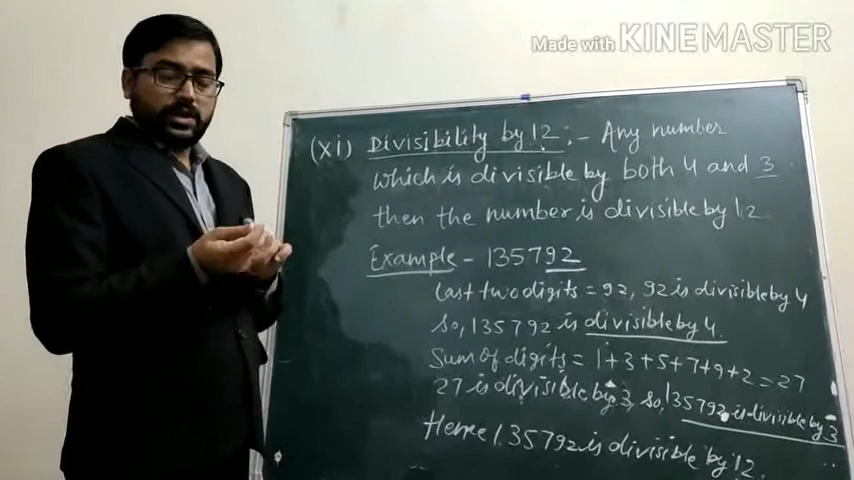 Made with KINEMASTER
(xi) Divisibility by 12 :- Any number
which is divisible by both 4 and 3
then the number is divisible by 12
Example - 135792
Last two digits = 92, 92 is divisible by 4
So, 135792 is divisible by 4.
Sum of digits = 1+3+5+7+9+2 = 27
27 is divisible by 3, so, 135792 is divisible by 3
Hence 135792 is divisible by 12.